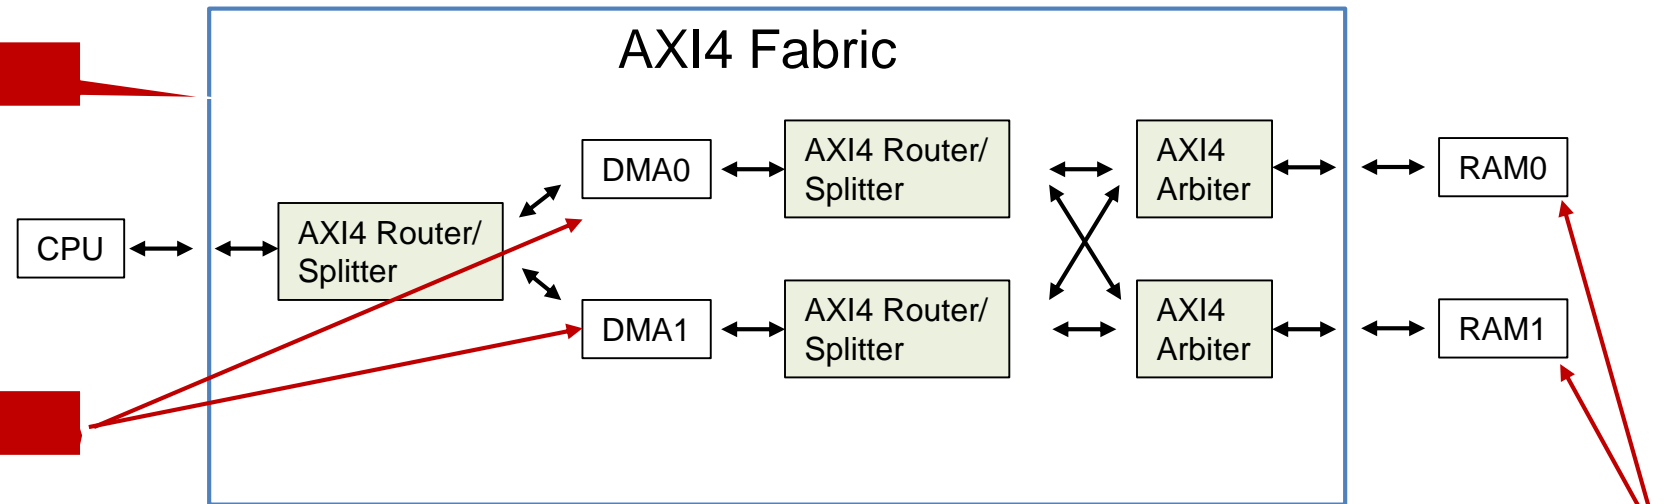 AXI4 Fabric
CPU
AXI4 Router/
Splitter
DMA0
AXI4 Router/
Splitter
AXI4
Arbiter
RAM0
DMA1
AXI4 Router/
Splitter
AXI4
Arbiter
RAM1